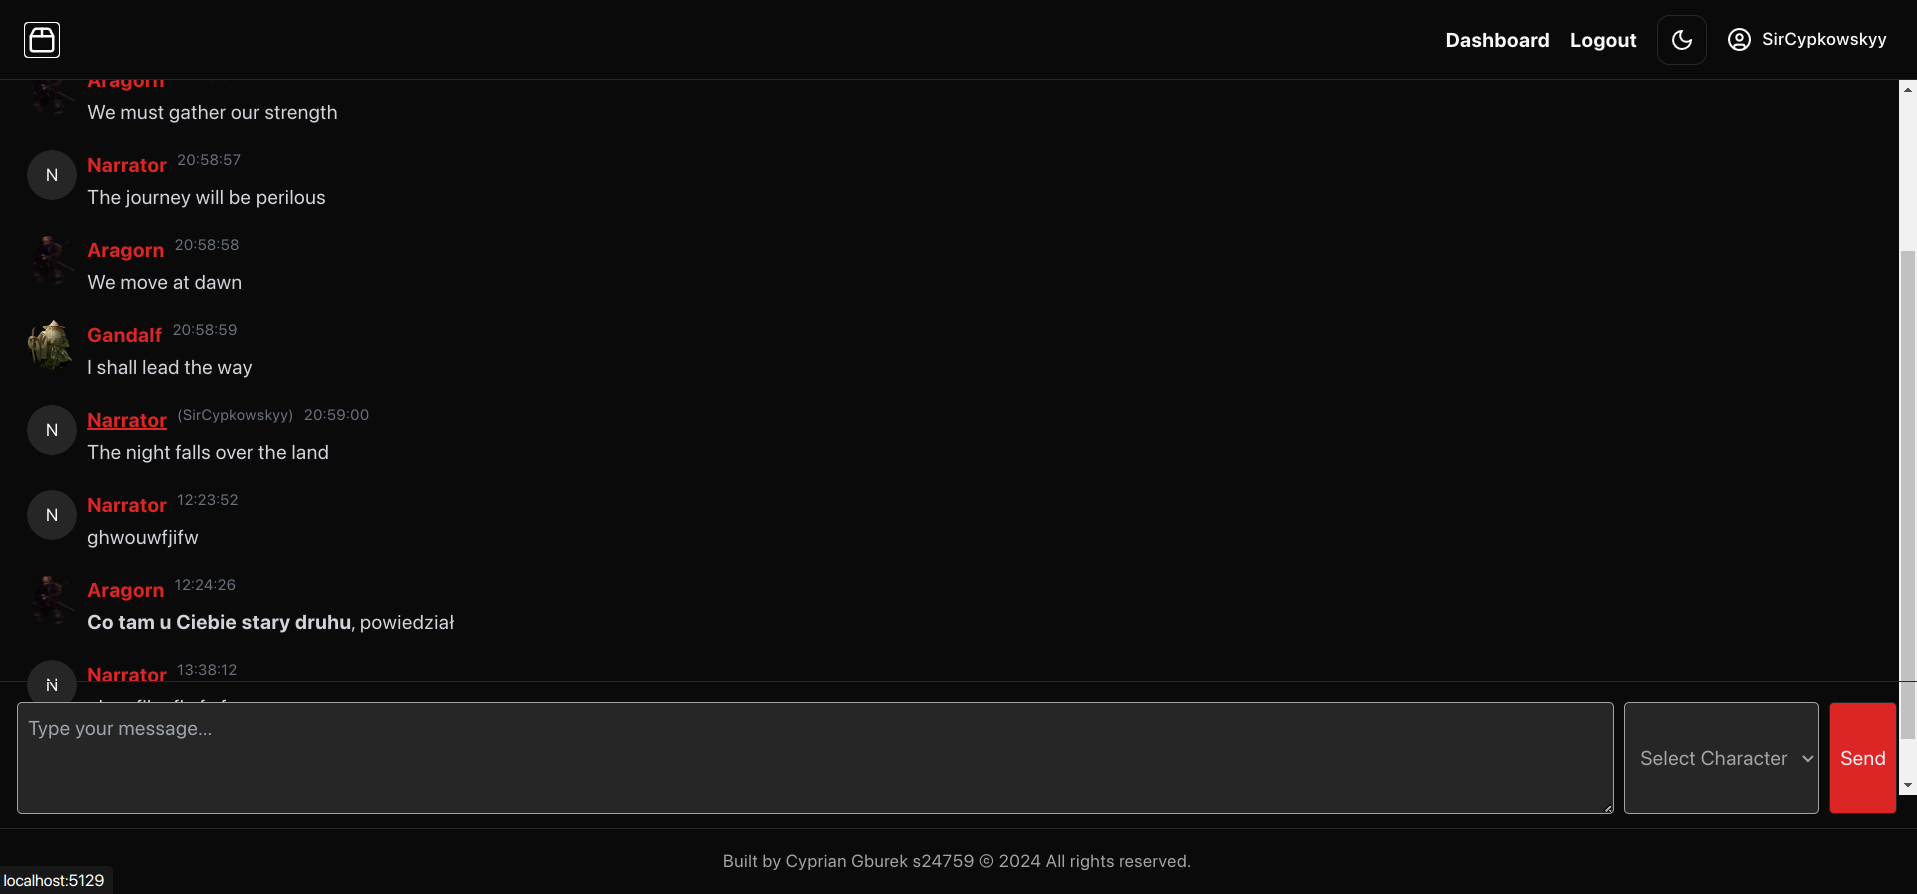 Dashboard Logout SirCypkowskyy
Aragorn
We must gather our strength
N Narrator 20:58:57
The journey will be perilous
Aragorn 20:58:58
We move at dawn
Gandalf 20:58:59
I shall lead the way
N Narrator (SirCypkowskyy) 20:59:00
The night falls over the land
N Narrator 12:23:52
ghwouwfjifw
Aragorn 12:24:26
Co tam u Ciebie stary druhu, powiedział
N Narrator 13:38:12
Type your message...
Select Character
Send
Built by Cyprian Gburek s24759 © 2024 All rights reserved.
localhost:5129